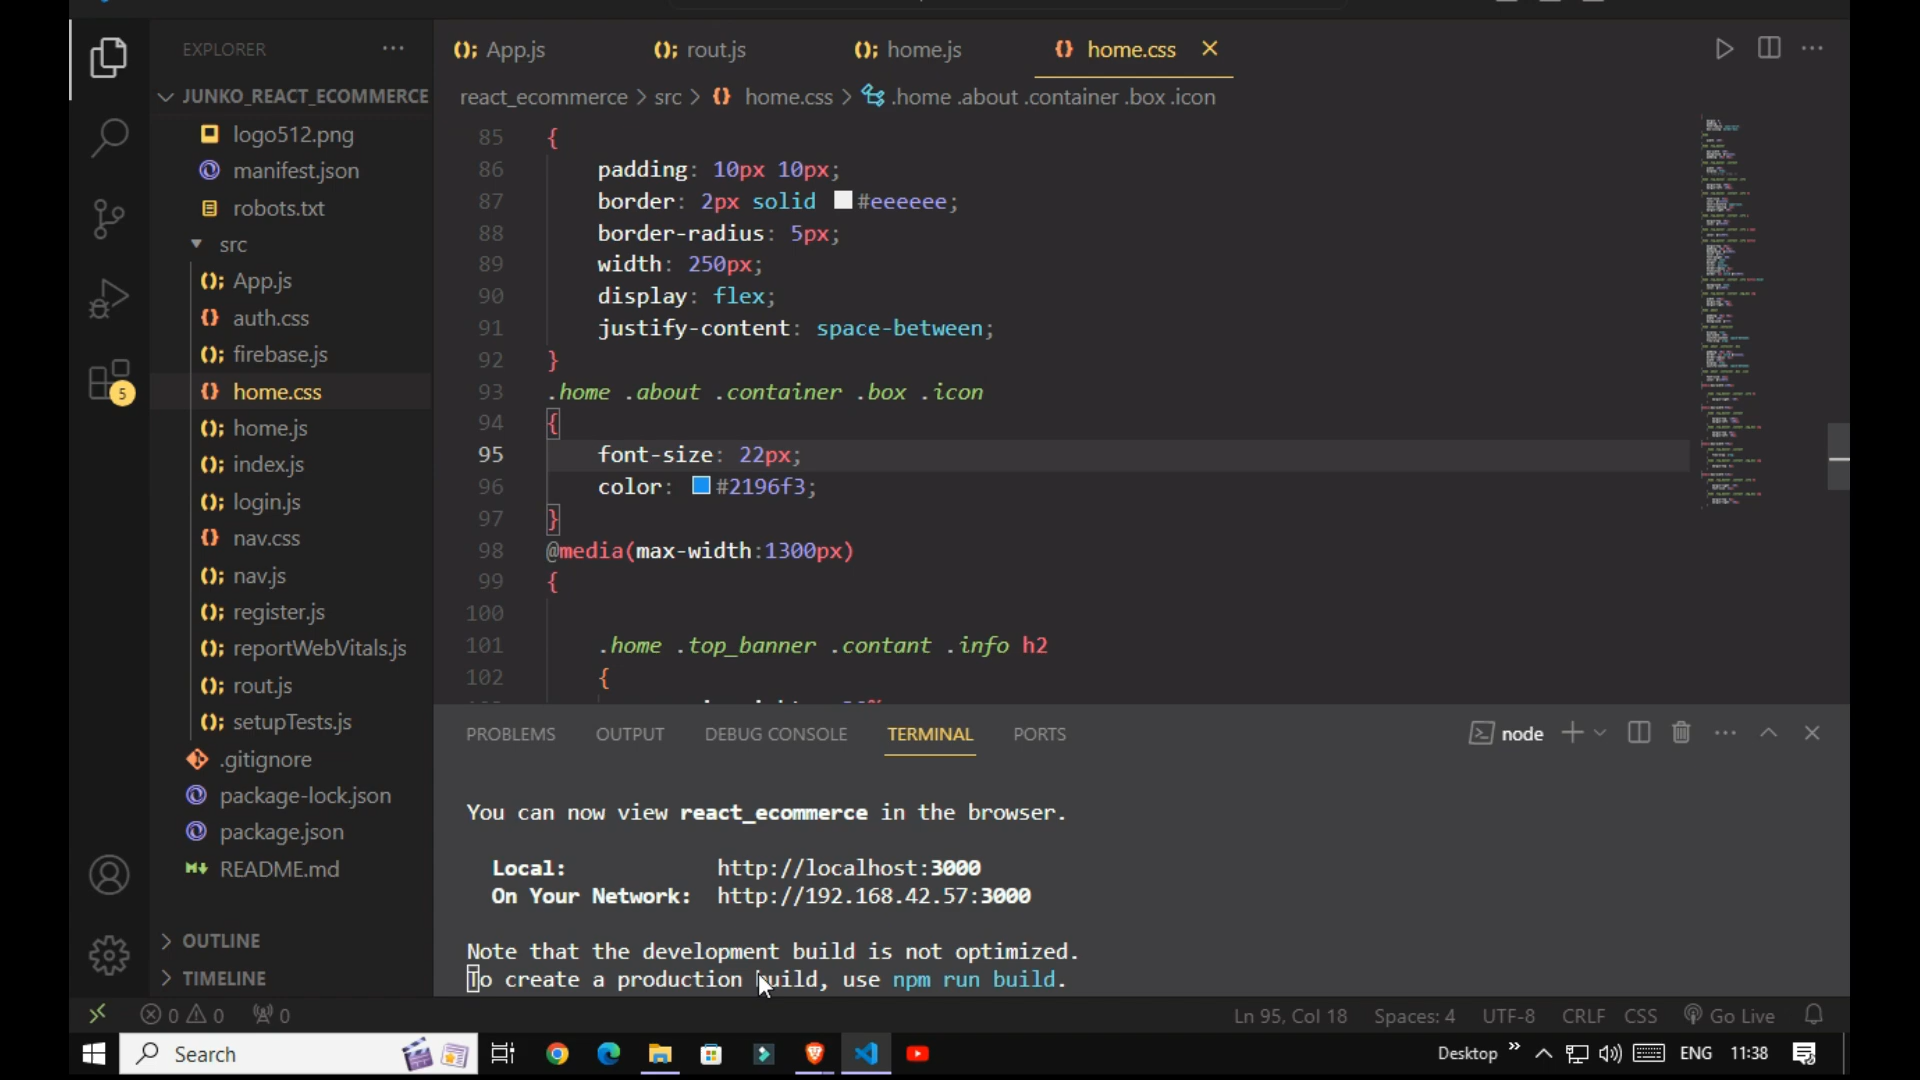 EXPLORER
JUNKO_REACT_ECOMMERCE
logo512.png
manifest.json
robots.txt
src
App.js
auth.css
firebase.js
home.css
home.js
index.js
login.js
nav.css
nav.js
register.js
reportWebVitals.js
rout.js
setupTests.js
.gitignore
package-lock.json
package.json
README.md
OUTLINE
TIMELINE
5
App.js rout.js home.js home.css
react_ecommerce > src > home.css > .home .about .container .box .icon
85 {
86 padding: 10px 10px;
87 border: 2px solid #eeeeee;
88 border-radius: 5px;
89 width: 250px;
90 display: flex;
91 justify-content: space-between;
92 }
93 .home .about .container .box .icon
94 {
95 font-size: 22px;
96 color: #2196f3;
97 }
98 @media(max-width:1300px)
99 {
100
101 .home .top_banner .contant .info h2
102 {
PROBLEMS OUTPUT DEBUG CONSOLE TERMINAL PORTS
node
You can now view react_ecommerce in the browser.
Local: http://localhost:3000
On Your Network: http://192.168.42.57:3000
Note that the development build is not optimized.
To create a production build, use npm run build.
0 0 0
Ln 95, Col 18 Spaces: 4 UTF-8 CRLF CSS Go Live
Search
Desktop ENG 11:38